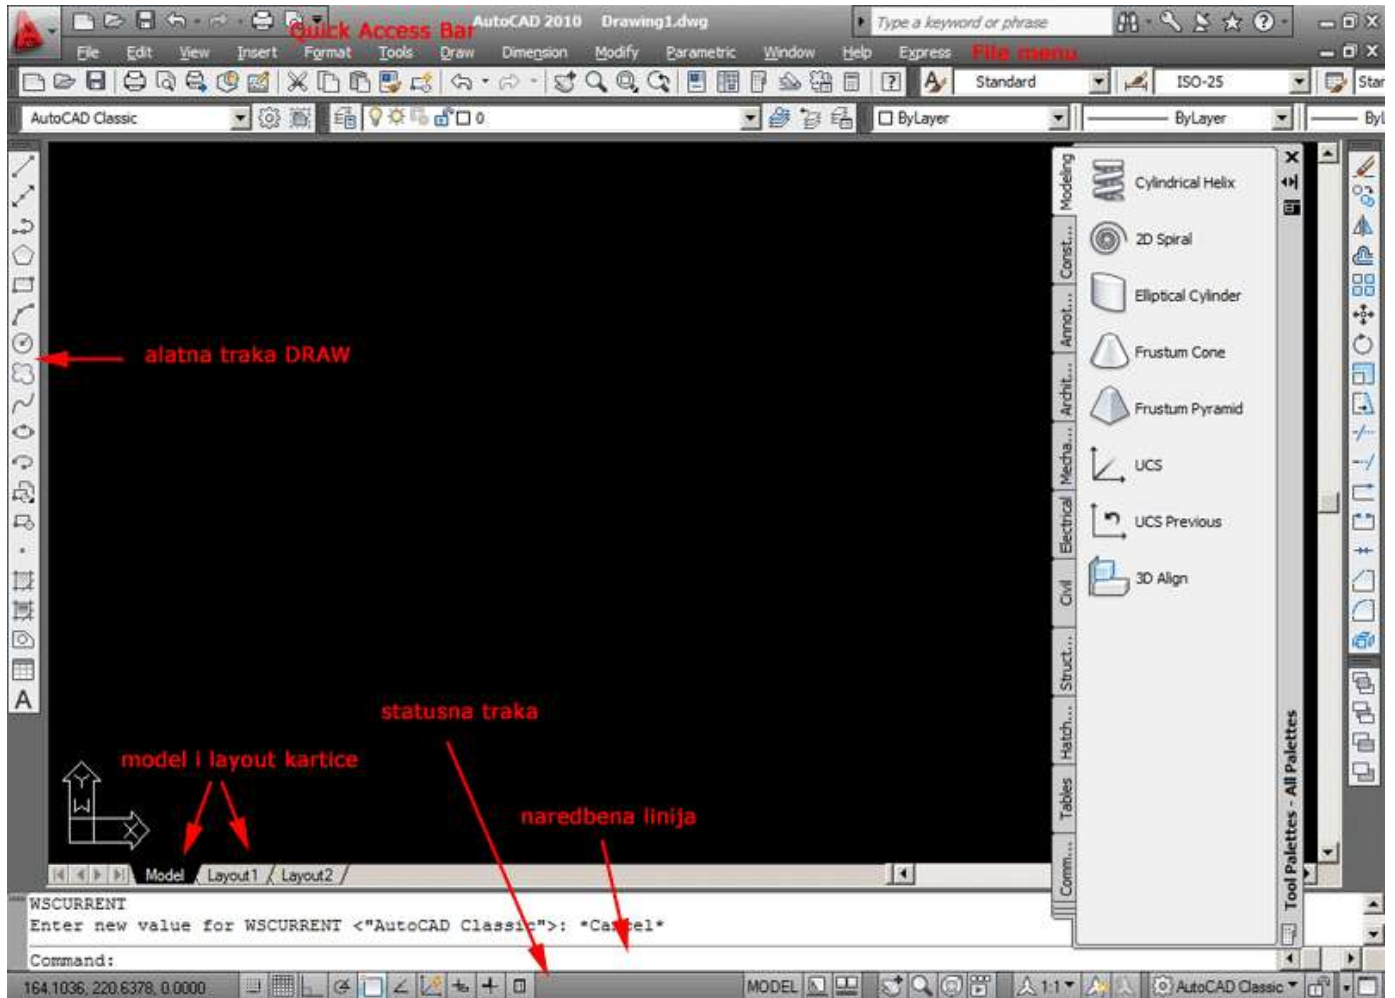 AutoCAD 2010 Drawing1.dwg
Type a keyword or phrase
Quick Access Bar
File Edit View Insert Format Tools Draw Dimension Modify Parametric Window Help Express
File menu
Standard
ISO-25
Star
AutoCAD Classic
0
ByLayer
ByLayer
ByL
Modeling
Const...
Annot...
Archit...
Mecha...
Electrical
Civil
Struct...
Hatch...
Tables
Comm...
Cylindrical Helix
2D Spiral
Elliptical Cylinder
Frustum Cone
Frustum Pyramid
UCS
UCS Previous
3D Align
Tool Palettes - All Palettes
alatna traka DRAW
statusna traka
model i layout kartice
naredbena linija
Y
W
X
A
Model Layout1 Layout2
WSCURRENT
Enter new value for WSCURRENT <"AutoCAD Classic">: *Cancel*
Command:
164.1036, 220.6378, 0.0000
MODEL
1:1
AutoCAD Classic